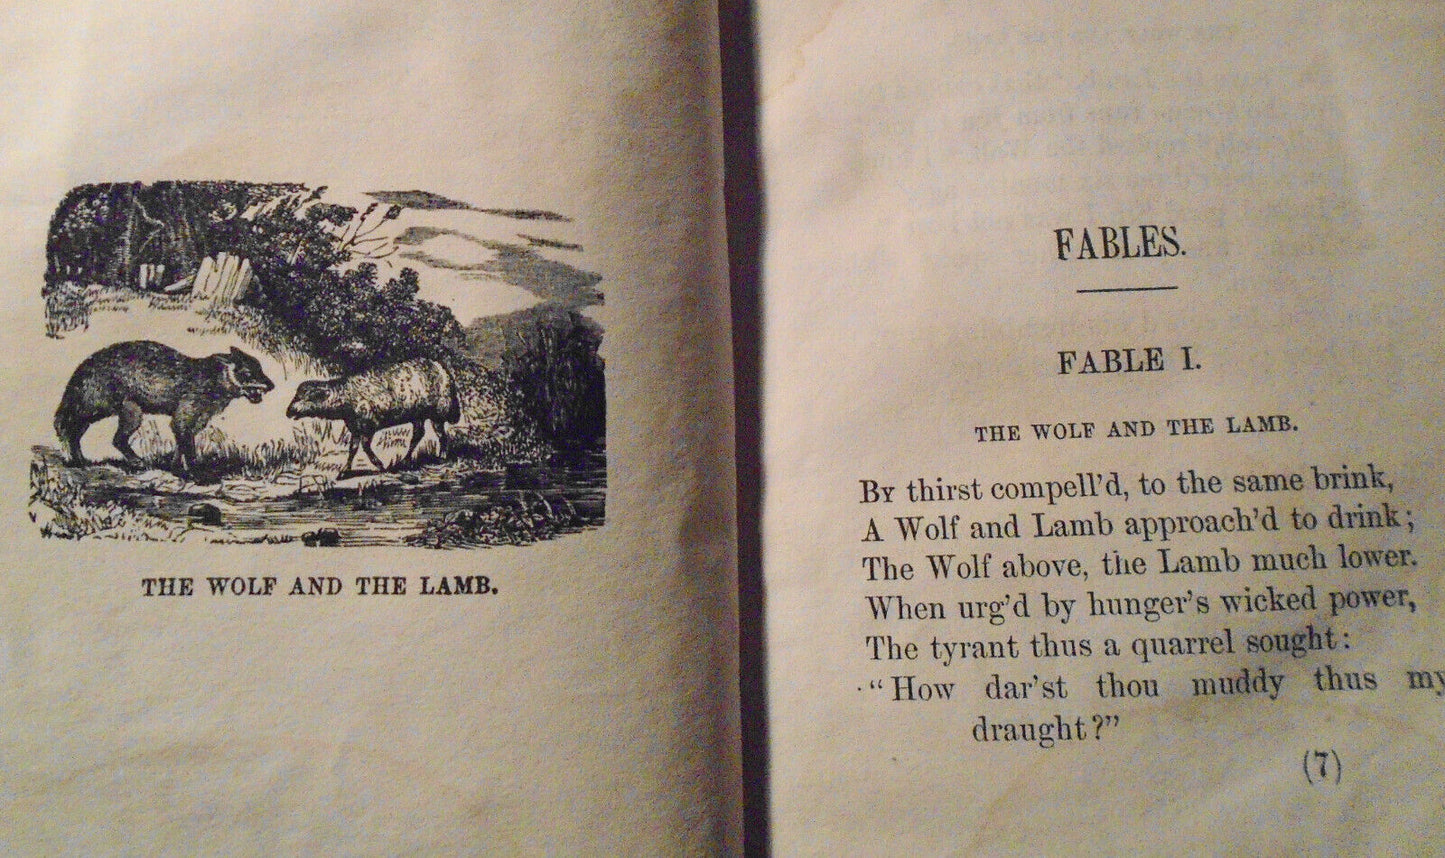 THE WOLF AND THE LAMB.
FABLES.
FABLE I.
THE WOLF AND THE LAMB.
By thirst compell'd, to the same brink,
A Wolf and Lamb approach'd to drink;
The Wolf above, the Lamb much lower.
When urg'd by hunger's wicked power,
The tyrant thus a quarrel sought:
"How dar'st thou muddy thus my
draught?"
(7)